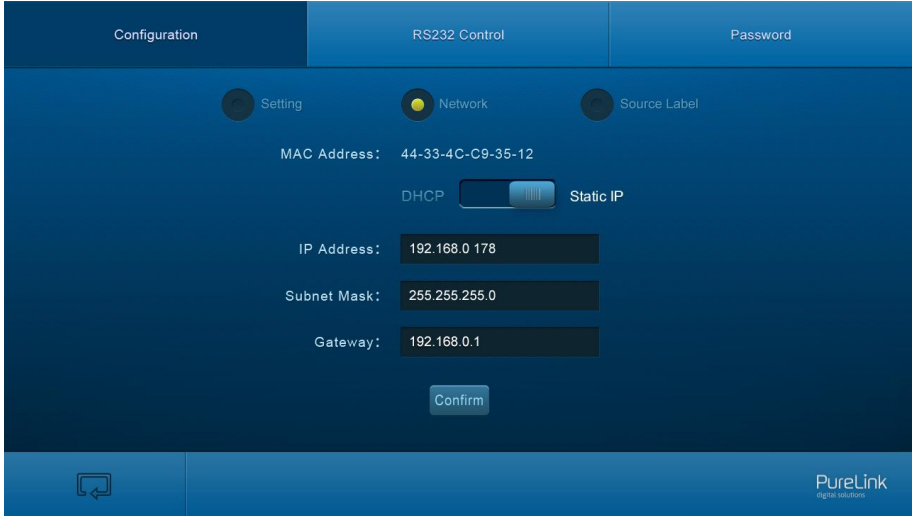 Configuration RS232 Control Password
Setting Network Source Label
MAC Address: 44-33-4C-C9-35-12
DHCP Static IP
IP Address: 192.168.0 178
Subnet Mask: 255.255.255.0
Gateway: 192.168.0.1
Confirm
PureLink
digital solutions